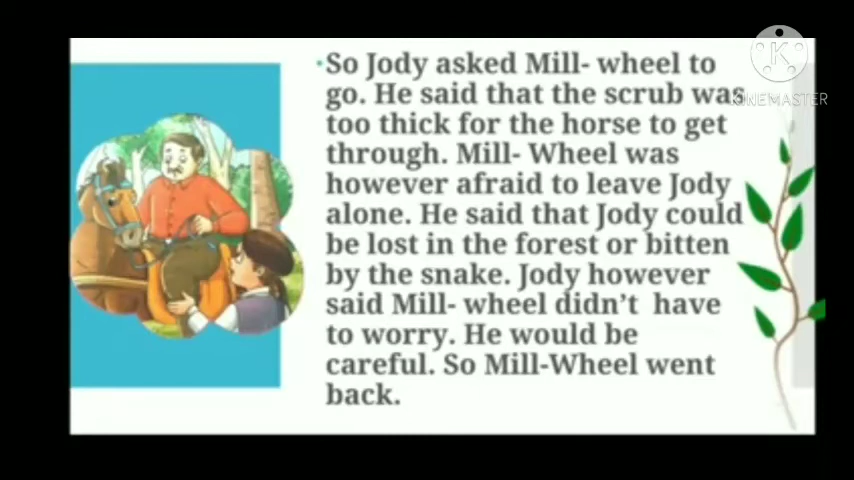 So Jody asked Mill- wheel to
go. He said that the scrub was
too thick for the horse to get
through. Mill- Wheel was
however afraid to leave Jody
alone. He said that Jody could
be lost in the forest or bitten
by the snake. Jody however
said Mill- wheel didn't have
to worry. He would be
careful. So Mill-Wheel went
back.
K
KINEMASTER